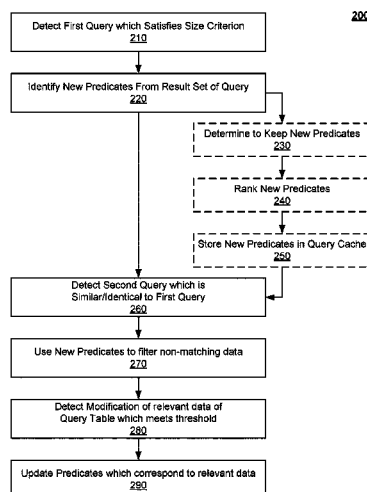 200
Detect First Query which Satisfies Size Criterion
210
Identify New Predicates From Result Set of Query
220
Determine to Keep New Predicates
230
Rank New Predicates
240
Store New Predicates in Query Cache
250
Detect Second Query which is
Similar/Identical to First Query
260
Use New Predicates to filter non-matching data
270
Detect Modification of relevant data of
Query Table which meets threshold
280
Update Predicates which correspond to relevant data
290